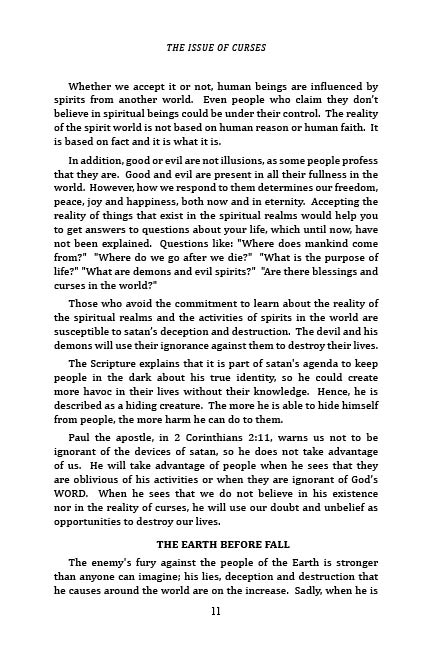 THE ISSUE OF CURSES
Whether we accept it or not, human beings are influenced by
spirits from another world. Even people who claim they don't
believe in spiritual beings could be under their control. The reality
of the spirit world is not based on human reason or human faith. It
is based on fact and it is what it is.
In addition, good or evil are not illusions, as some people profess
that they are. Good and evil are present in all their fullness in the
world. However, how we respond to them determines our freedom,
peace, joy and happiness, both now and in eternity. Accepting the
reality of things that exist in the spiritual realms would help you
to get answers to questions about your life, which until now, have
not been explained. Questions like: "Where does mankind come
from?" "Where do we go after we die?" "What is the purpose of
life?" "What are demons and evil spirits?" "Are there blessings and
curses in the world?"
Those who avoid the commitment to learn about the reality of
the spiritual realms and the activities of spirits in the world are
susceptible to satan's deception and destruction. The devil and his
demons will use their ignorance against them to destroy their lives.
The Scripture explains that it is part of satan's agenda to keep
people in the dark about his true identity, so he could create
more havoc in their lives without their knowledge. Hence, he is
described as a hiding creature. The more he is able to hide himself
from people, the more harm he can do to them.
Paul the apostle, in 2 Corinthians 2:11, warns us not to be
ignorant of the devices of satan, so he does not take advantage
of us. He will take advantage of people when he sees that they
are oblivious of his activities or when they are ignorant of God's
WORD. When he sees that we do not believe in his existence
nor in the reality of curses, he will use our doubt and unbelief as
opportunities to destroy our lives.
THE EARTH BEFORE FALL
The enemy's fury against the people of the Earth is stronger
than anyone can imagine; his lies, deception and destruction that
he causes around the world are on the increase. Sadly, when he is
11